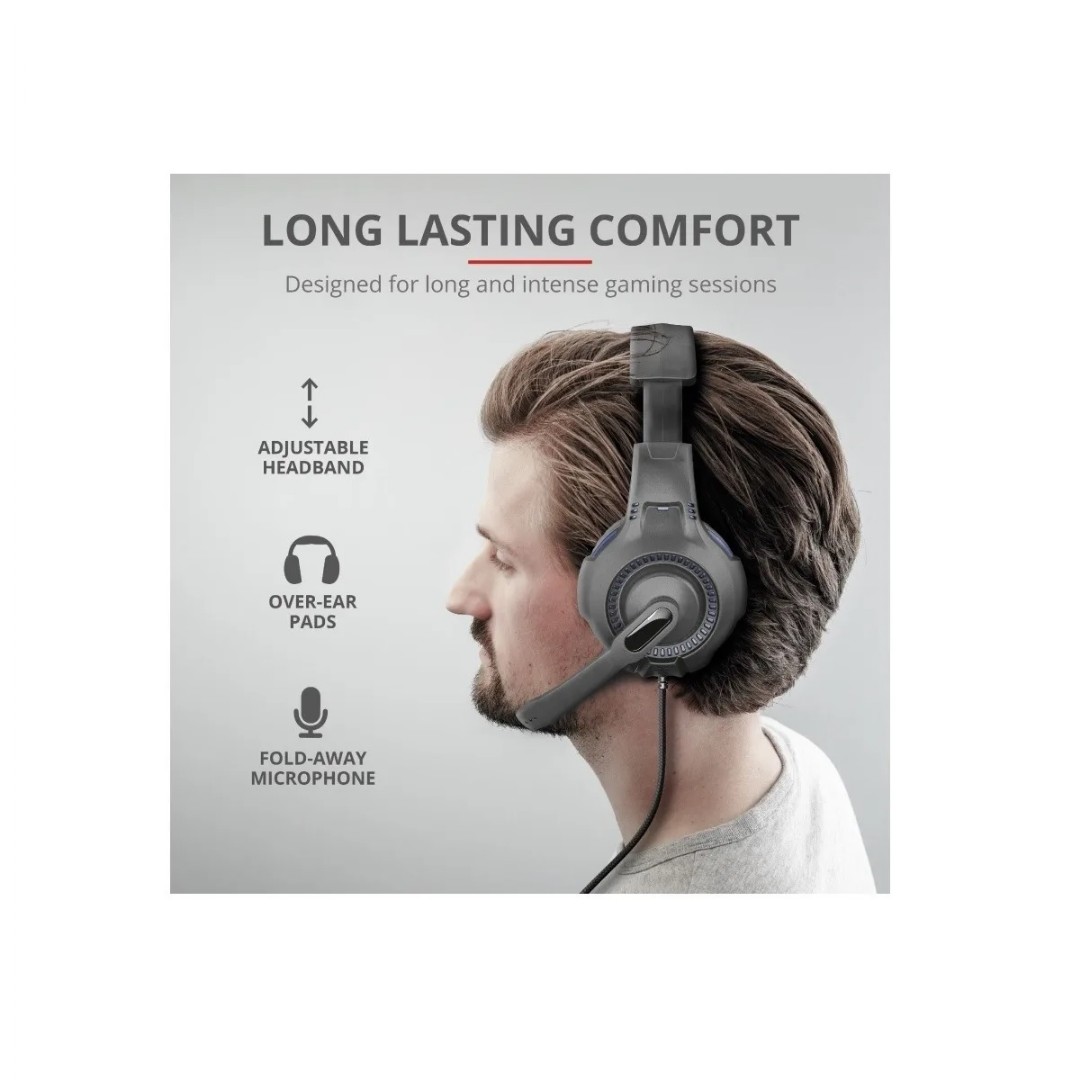 LONG LASTING COMFORT
Designed for long and intense gaming sessions
ADJUSTABLE
HEADBAND
OVER-EAR
PADS
FOLD-AWAY
MICROPHONE